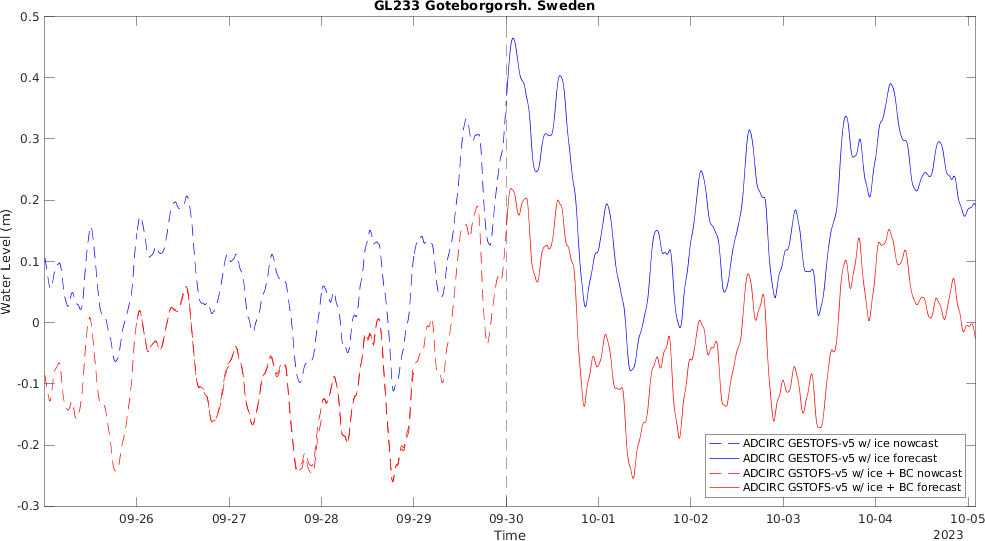 GL233 Goteborgorsh. Sweden
0.5
0.4
0.3
0.2
0.1
0
-0.1
-0.2
-0.3
Water Level (m)
ADCIRC GESTOFS-v5 w/ ice nowcast
ADCIRC GESTOFS-v5 w/ ice forecast
ADCIRC GSTOFS-v5 w/ ice + BC nowcast
ADCIRC GSTOFS-v5 w/ ice + BC forecast
09-26 09-27 09-28 09-29 09-30 10-01 10-02 10-03 10-04 10-05
Time
2023